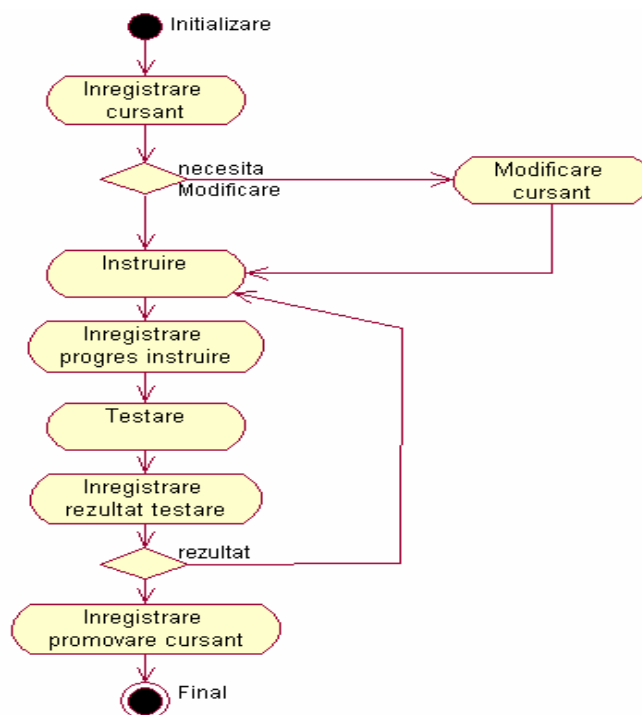 Initializare
Inregistrare
cursant
necesita
Modificare
Modificare
cursant
Instruire
Inregistrare
progres instruire
Testare
Inregistrare
rezultat testare
rezultat
Inregistrare
promovare cursant
Final